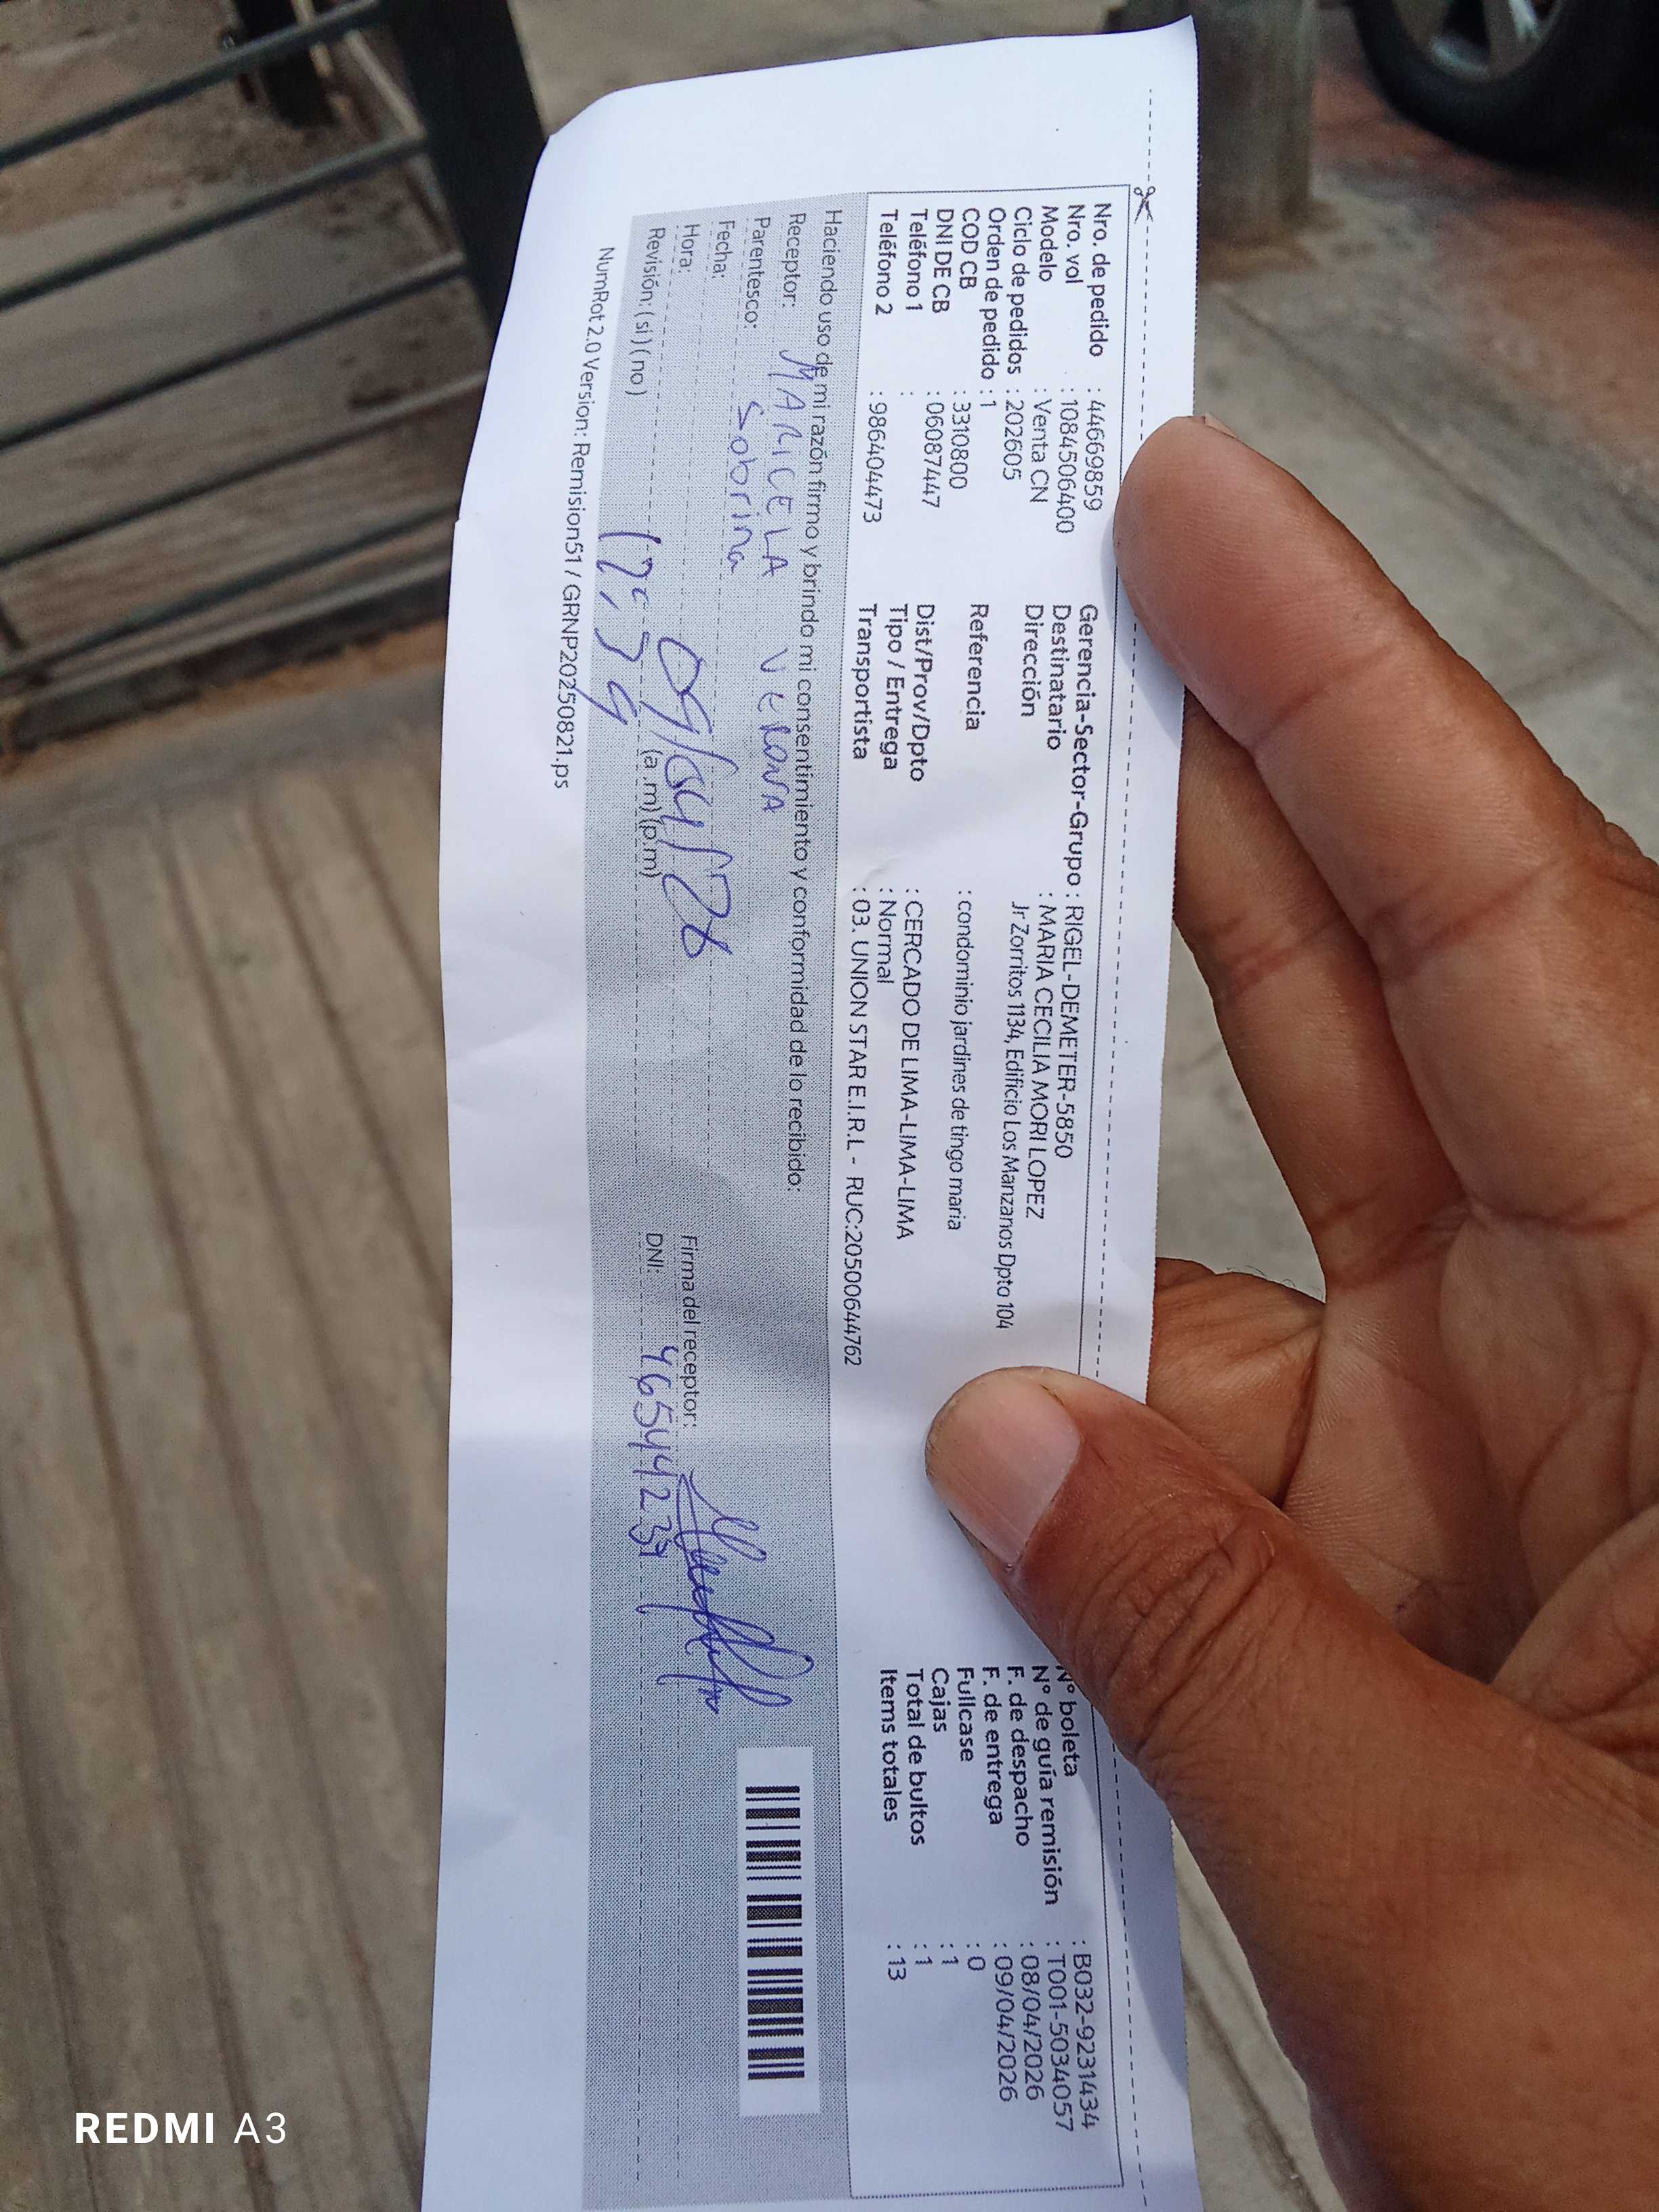 Nro. de pedido : 44669859
Nro. vol : 1084506400
Modelo : Venta CN
Ciclo de pedidos : 202605
Orden de pedido : 1
COD CB : 3310800
DNI DE CB : 06087447
Teléfono 1 :
Teléfono 2 : 986404473
Gerencia-Sector-Grupo : RIGEL-DEMETER-5850
Destinatario : MARIA CECILIA MORI LOPEZ
Dirección Jr Zorritos 1134, Edificio Los Manzanos Dpto 104
Referencia : condominio jardines de tingo maria
Dist/Prov/Dpto : CERCADO DE LIMA-LIMA-LIMA
Tipo / Entrega : Normal
Transportista : 03. UNION STAR E.I.R.L - RUC:20500644762
N° boleta : B032-9231434
N° de guía remisión : T001-5034057
F. de despacho : 08/04/2026
F. de entrega : 09/04/2026
Fullcase : 0
Cajas : 1
Total de bultos : 1
Items totales : 13
Haciendo uso de mi razón firmo y brindo mi consentimiento y conformidad de lo recibido:
Receptor: MARICELA VERONA
Parentesco: Sobrina
Fecha: 09/04/26
Hora: (a.m) (p.m)
Revisión: ( si ) ( no )
Firma del receptor:
DNI:
NumRot 2.0 Version: Remision51 / GRNP20250821.ps
REDMI A3